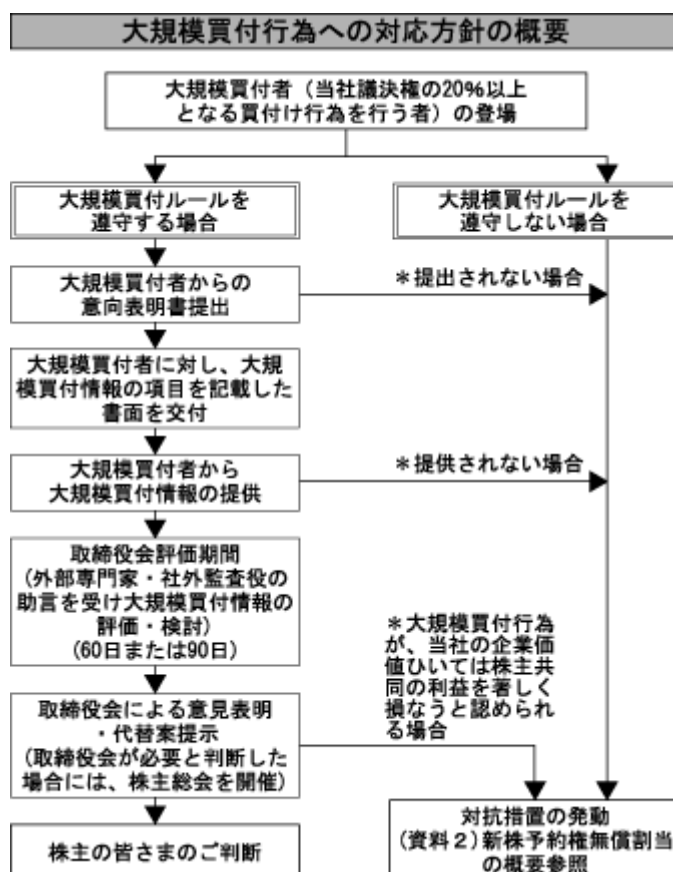 大規模買付行為への対応方針の概要
大規模買付者（当社議決権の20%以上
となる買付け行為を行う者）の登場
大規模買付ルールを
遵守する場合
大規模買付ルールを
遵守しない場合
大規模買付者からの
意向表明書提出
＊提出されない場合
大規模買付者に対し、大規
模買付情報の項目を記載した
書面を交付
大規模買付者から
大規模買付情報の提供
＊提供されない場合
取締役会評価期間
(外部専門家・社外監査役の
助言を受け大規模買付情報の
評価・検討)
(60日または90日)
＊大規模買付行為
が、当社の企業価
値ひいては株主共
同の利益を著しく
損なうと認められ
る場合
取締役会による意見表明
・代替案提示
(取締役会が必要と判断した
場合には、株主総会を開催)
株主の皆さまのご判断
対抗措置の発動
(資料２)新株予約権無償割当
の概要参照